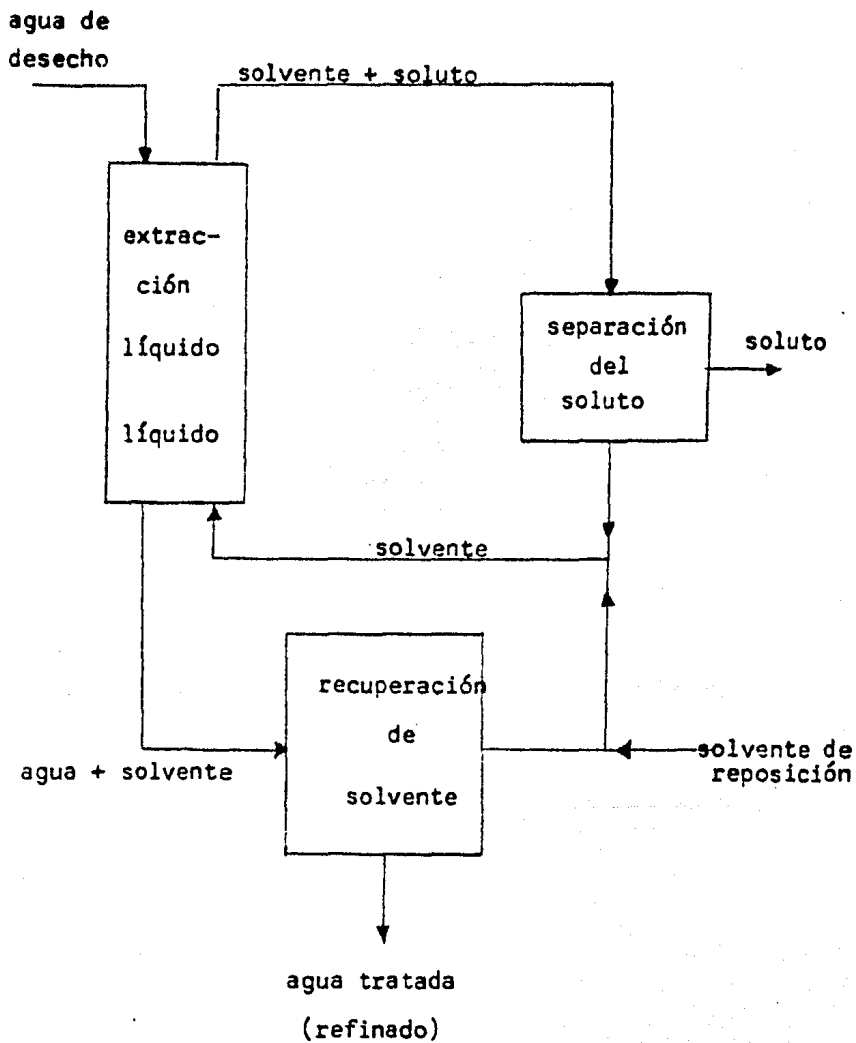 agua de
desecho
solvente + soluto
extrac-
ción
líquido
líquido
separación
del
soluto
soluto
solvente
recuperación
de
solvente
agua + solvente
solvente de
reposición
agua tratada
(refinado)